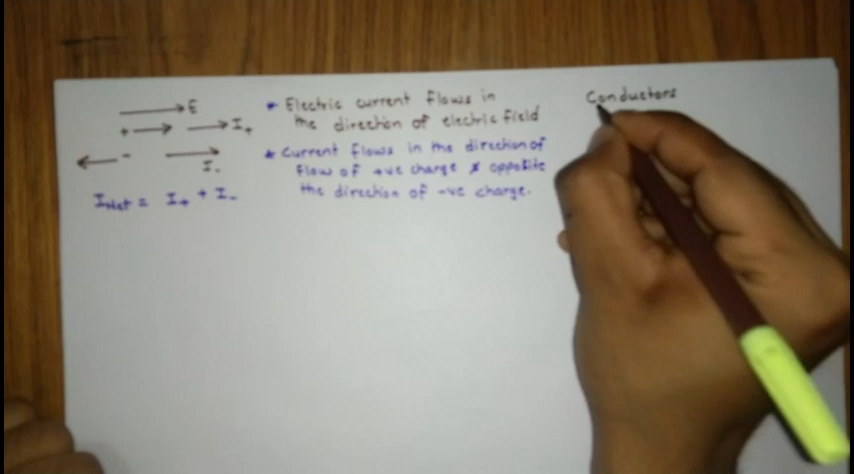 E
+ I+
- I-
INet = I+ + I-
* Electric current flows in
the direction of electric field
* Current flows in the direction of
flow of +ve charge & opposite
the direction of -ve charge.
Conductors